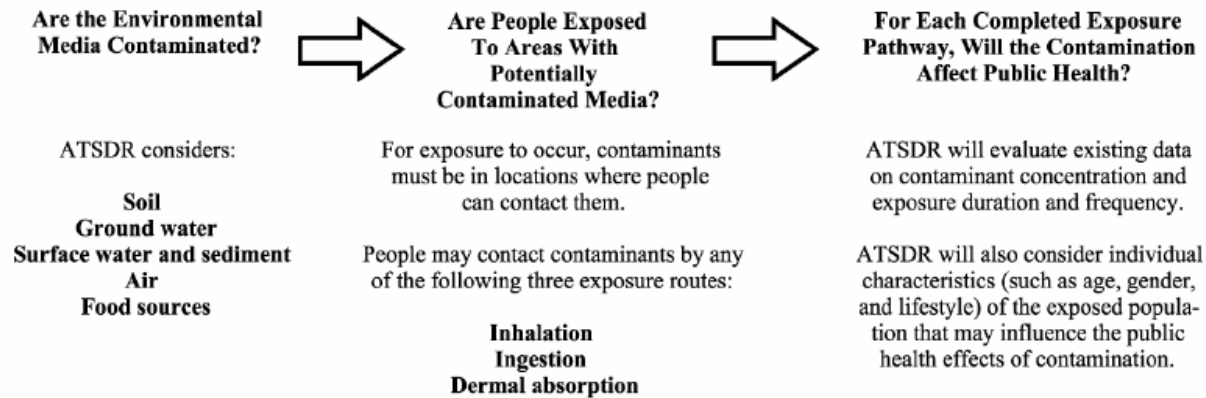 Are the Environmental
Media Contaminated?
Are People Exposed
To Areas With
Potentially
Contaminated Media?
For Each Completed Exposure
Pathway, Will the Contamination
Affect Public Health?
ATSDR considers:
Soil
Ground water
Surface water and sediment
Air
Food sources
For exposure to occur, contaminants
must be in locations where people
can contact them.
People may contact contaminants by any
of the following three exposure routes:
Inhalation
Ingestion
Dermal absorption
ATSDR will evaluate existing data
on contaminant concentration and
exposure duration and frequency.
ATSDR will also consider individual
characteristics (such as age, gender,
and lifestyle) of the exposed popula-
tion that may influence the public
health effects of contamination.